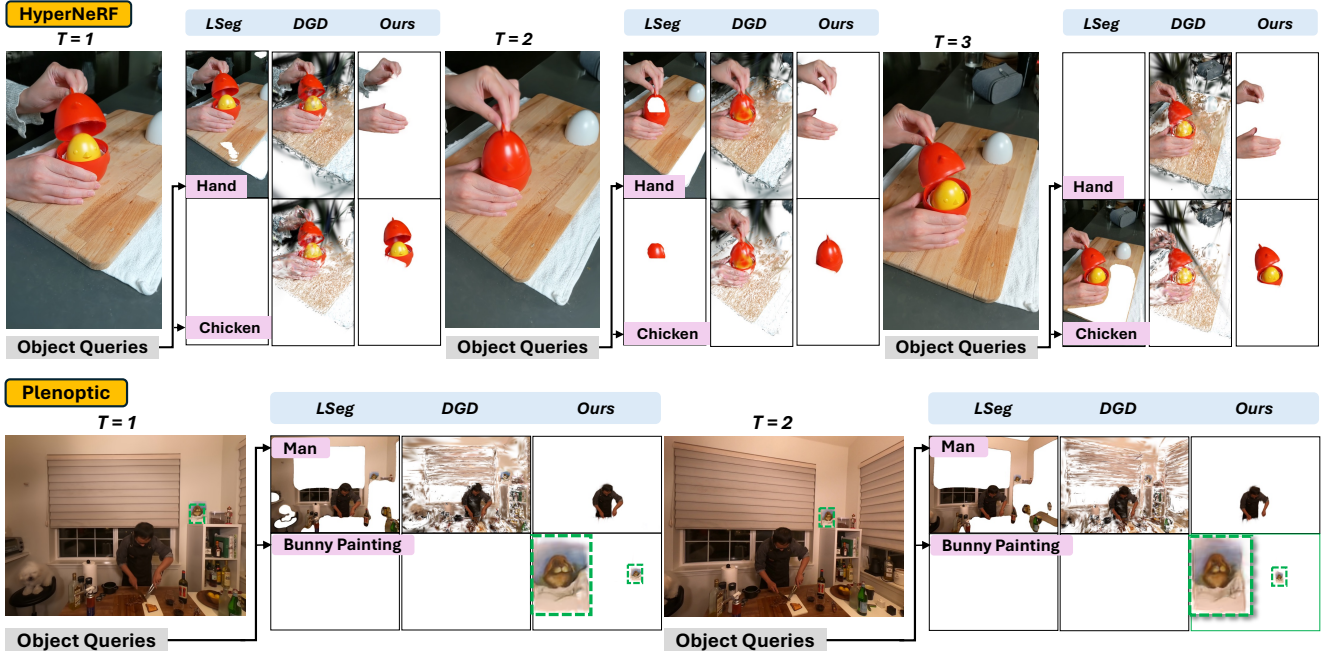 HyperNeRF
T = 1
LSeg DGD Ours
T = 2
LSeg DGD Ours
T = 3
LSeg DGD Ours
Hand
Hand
Hand
Chicken
Chicken
Chicken
Object Queries
Object Queries
Object Queries
Plenoptic
T = 1
LSeg DGD Ours
T = 2
LSeg DGD Ours
Man
Man
Bunny Painting
Bunny Painting
Object Queries
Object Queries